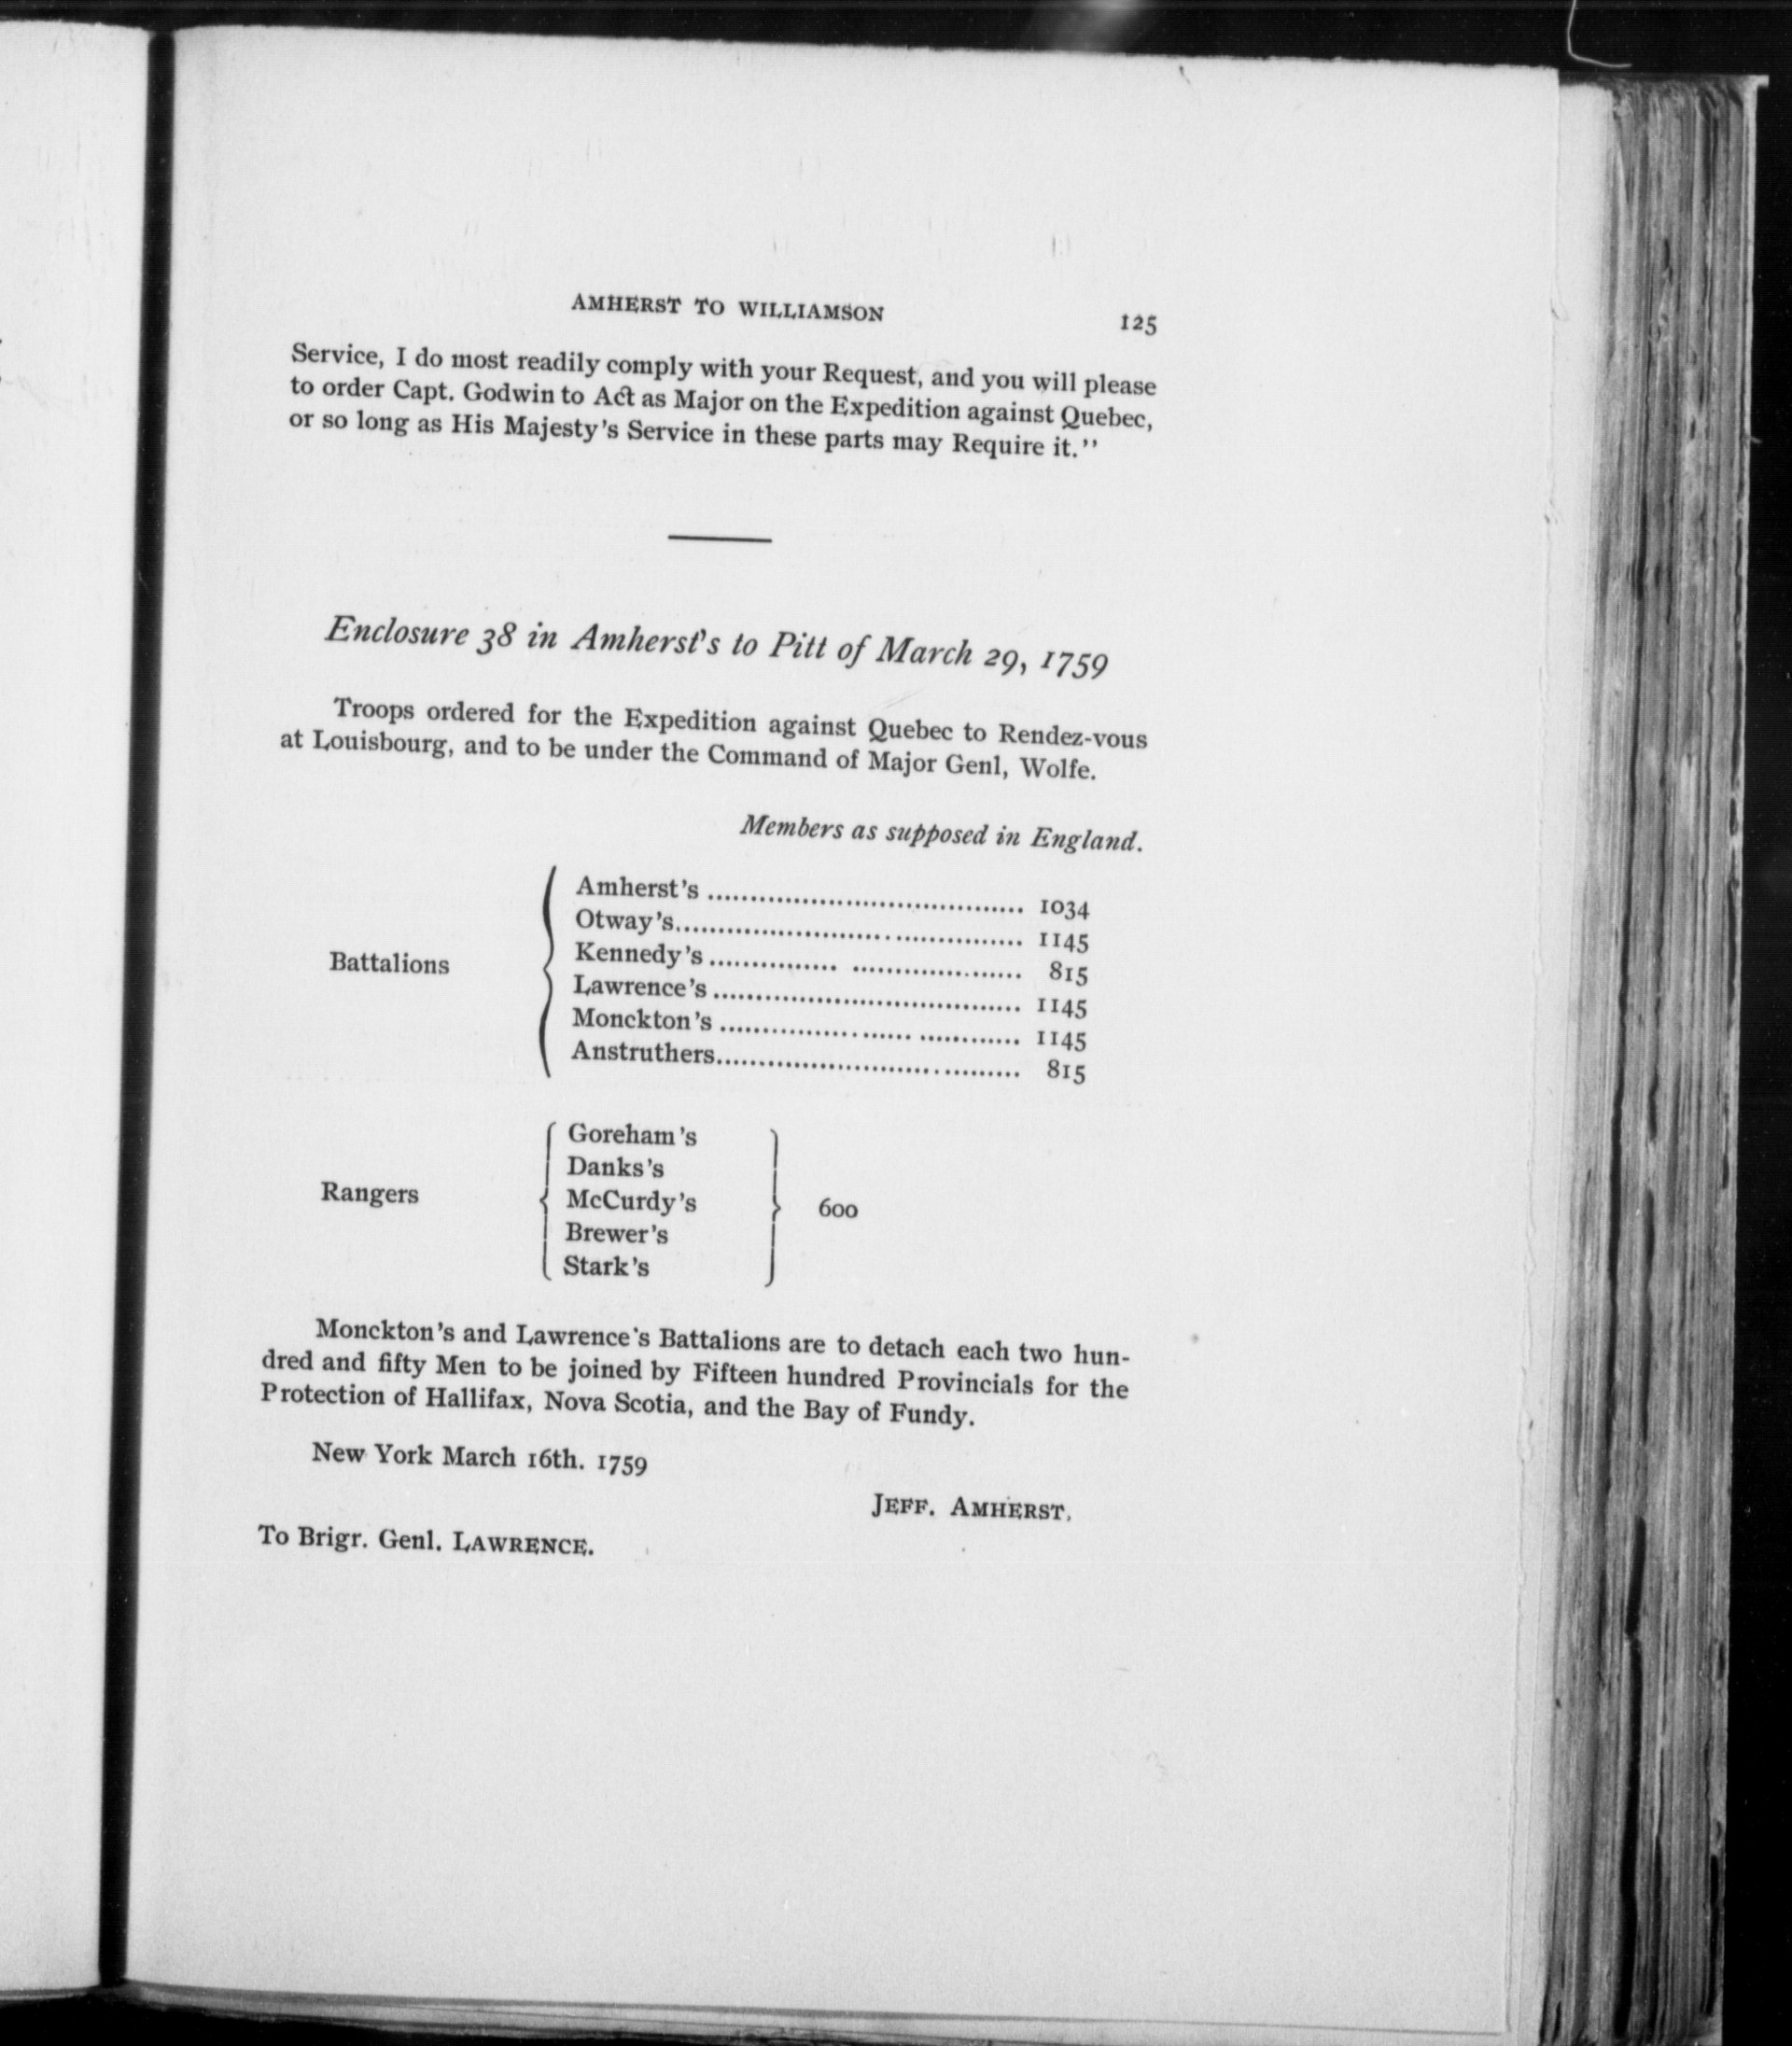 AMHERST TO WILLIAMSON 125
Service, I do most readily comply with your Request, and you will please
to order Capt. Godwin to Act as Major on the Expedition against Quebec,
or so long as His Majesty's Service in these parts may Require it."
Enclosure 38 in Amherst's to Pitt of March 29, 1759
Troops ordered for the Expedition against Quebec to Rendez-vous
at Louisbourg, and to be under the Command of Major Genl, Wolfe.
Members as supposed in England.
Battalions
Amherst's ........................................ 1034
Otway's........................................ 1145
Kennedy's ........................................ 815
Lawrence's ........................................ 1145
Monckton's ........................................ 1145
Anstruthers........................................ 815
Rangers
Goreham's
Danks's
McCurdy's
Brewer's
Stark's
600
Monckton's and Lawrence's Battalions are to detach each two hun-
dred and fifty Men to be joined by Fifteen hundred Provincials for the
Protection of Hallifax, Nova Scotia, and the Bay of Fundy.
New York March 16th. 1759
JEFF. AMHERST.
To Brigr. Genl. LAWRENCE.